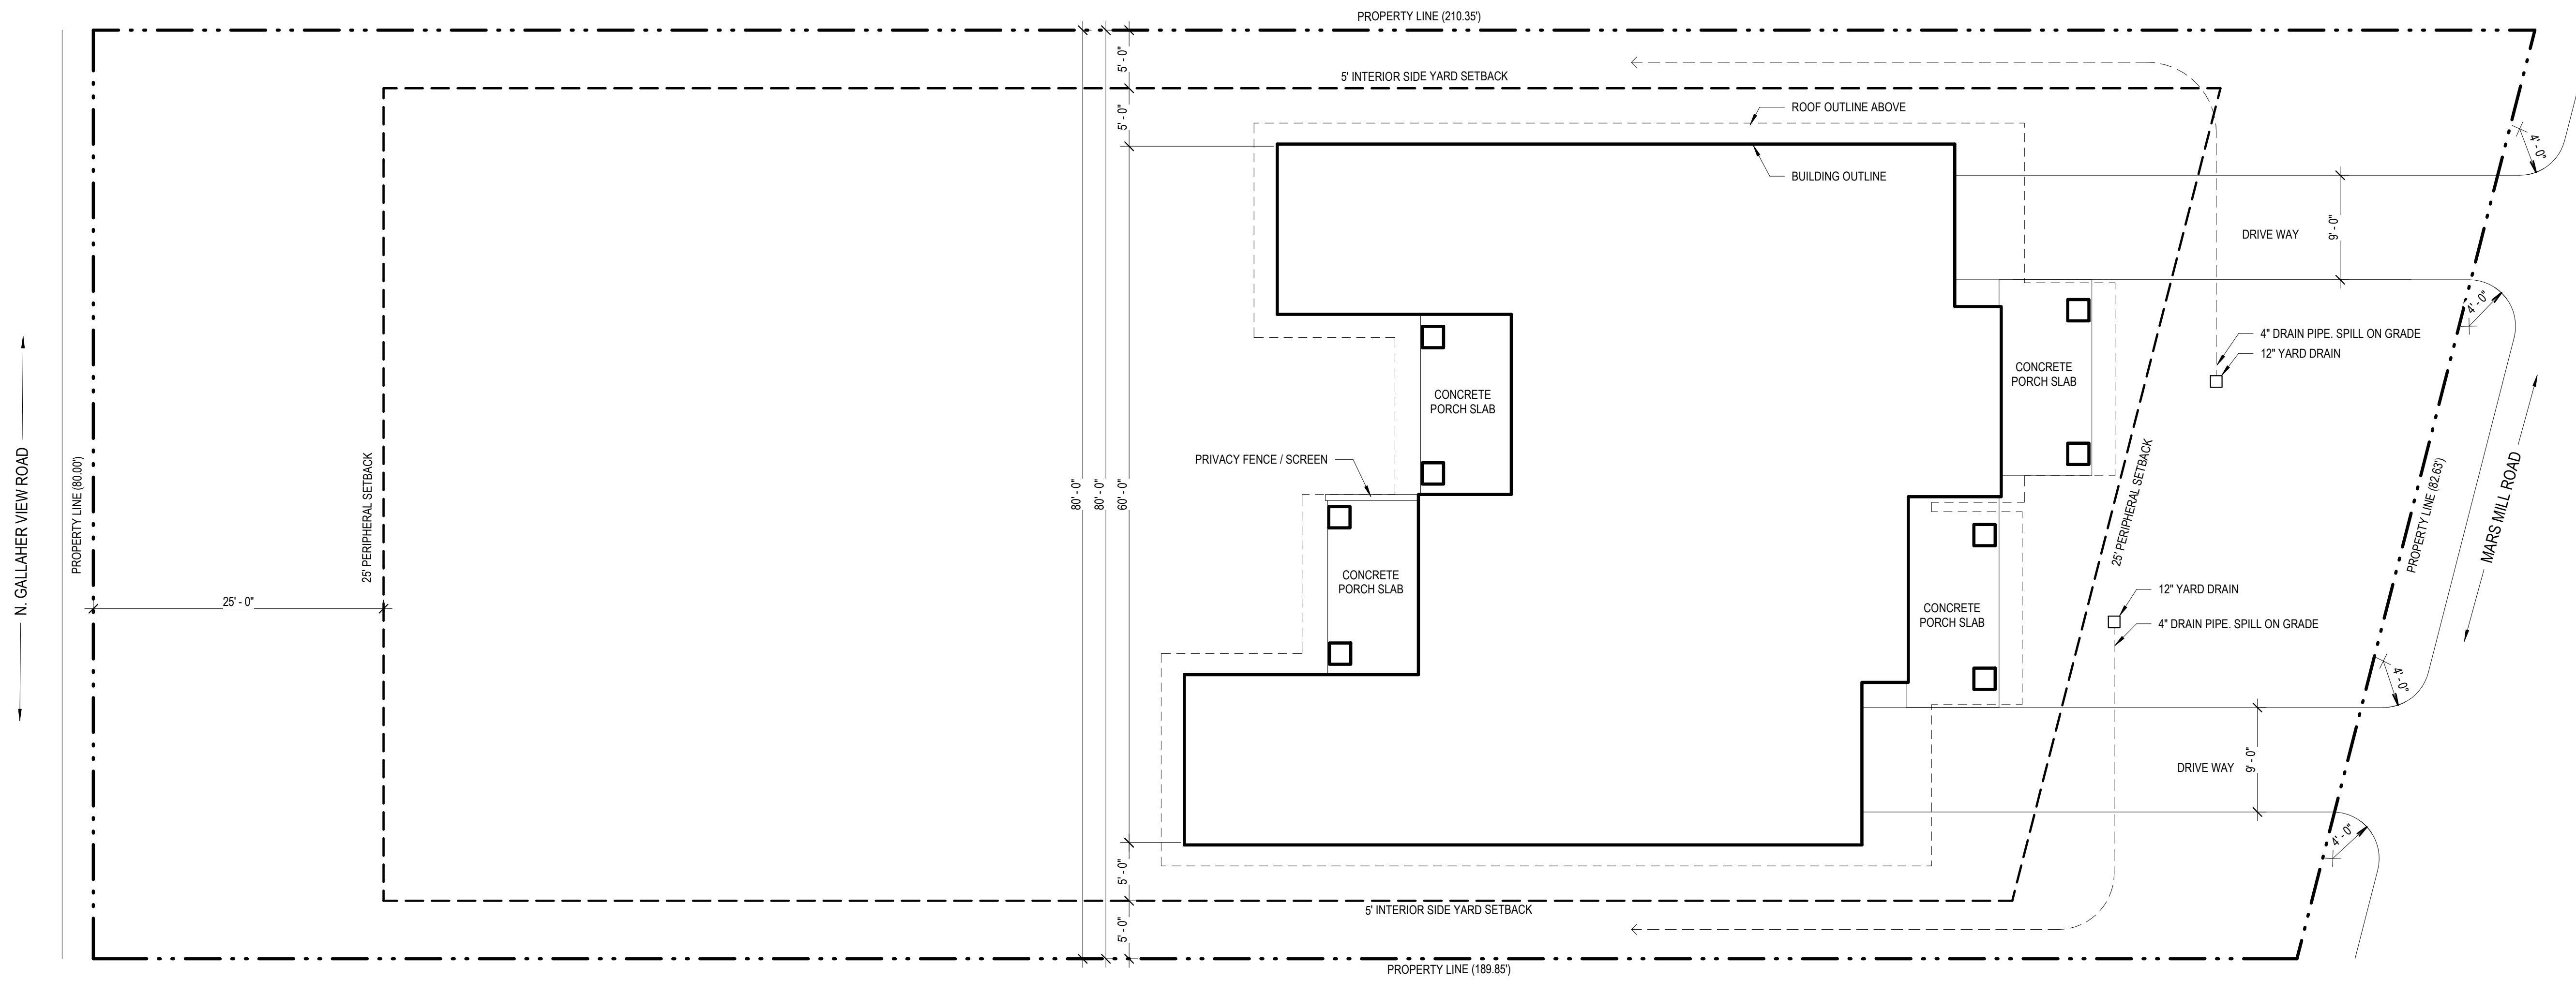 PROPERTY LINE (210.35')
5' - 0"
5' INTERIOR SIDE YARD SETBACK
5' - 0"
ROOF OUTLINE ABOVE
BUILDING OUTLINE
4' - 0"
DRIVE WAY
9' - 0"
4' - 0"
4" DRAIN PIPE. SPILL ON GRADE
12" YARD DRAIN
CONCRETE
PORCH SLAB
CONCRETE
PORCH SLAB
PRIVACY FENCE / SCREEN
N. GALLAHER VIEW ROAD
PROPERTY LINE (80.00')
25' PERIPHERAL SETBACK
80' - 0"
80' - 0"
60' - 0"
25' PERIPHERAL SETBACK
PROPERTY LINE (82.63')
MARS MILL ROAD
25' - 0"
CONCRETE
PORCH SLAB
CONCRETE
PORCH SLAB
12" YARD DRAIN
4" DRAIN PIPE. SPILL ON GRADE
4' - 0"
DRIVE WAY
9' - 0"
4' - 0"
5' - 0"
5' INTERIOR SIDE YARD SETBACK
5' - 0"
PROPERTY LINE (189.85')